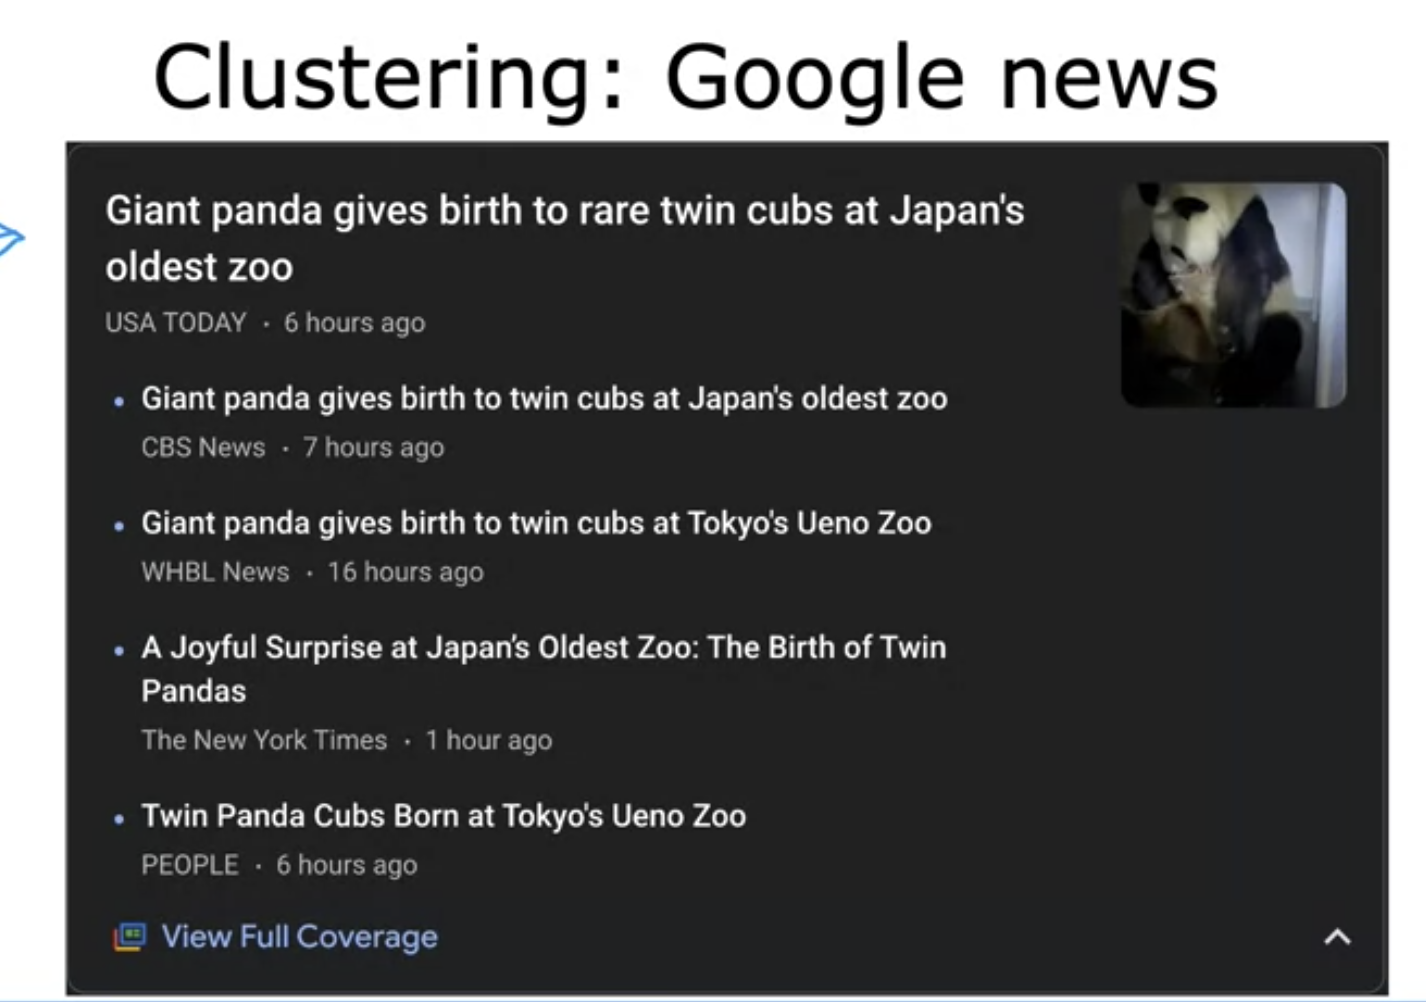 Clustering: Google news
Giant panda gives birth to rare twin cubs at Japan's
oldest zoo
USA TODAY · 6 hours ago
• Giant panda gives birth to twin cubs at Japan's oldest zoo
CBS News · 7 hours ago
• Giant panda gives birth to twin cubs at Tokyo's Ueno Zoo
WHBL News · 16 hours ago
• A Joyful Surprise at Japan’s Oldest Zoo: The Birth of Twin
Pandas
The New York Times · 1 hour ago
• Twin Panda Cubs Born at Tokyo's Ueno Zoo
PEOPLE · 6 hours ago
View Full Coverage